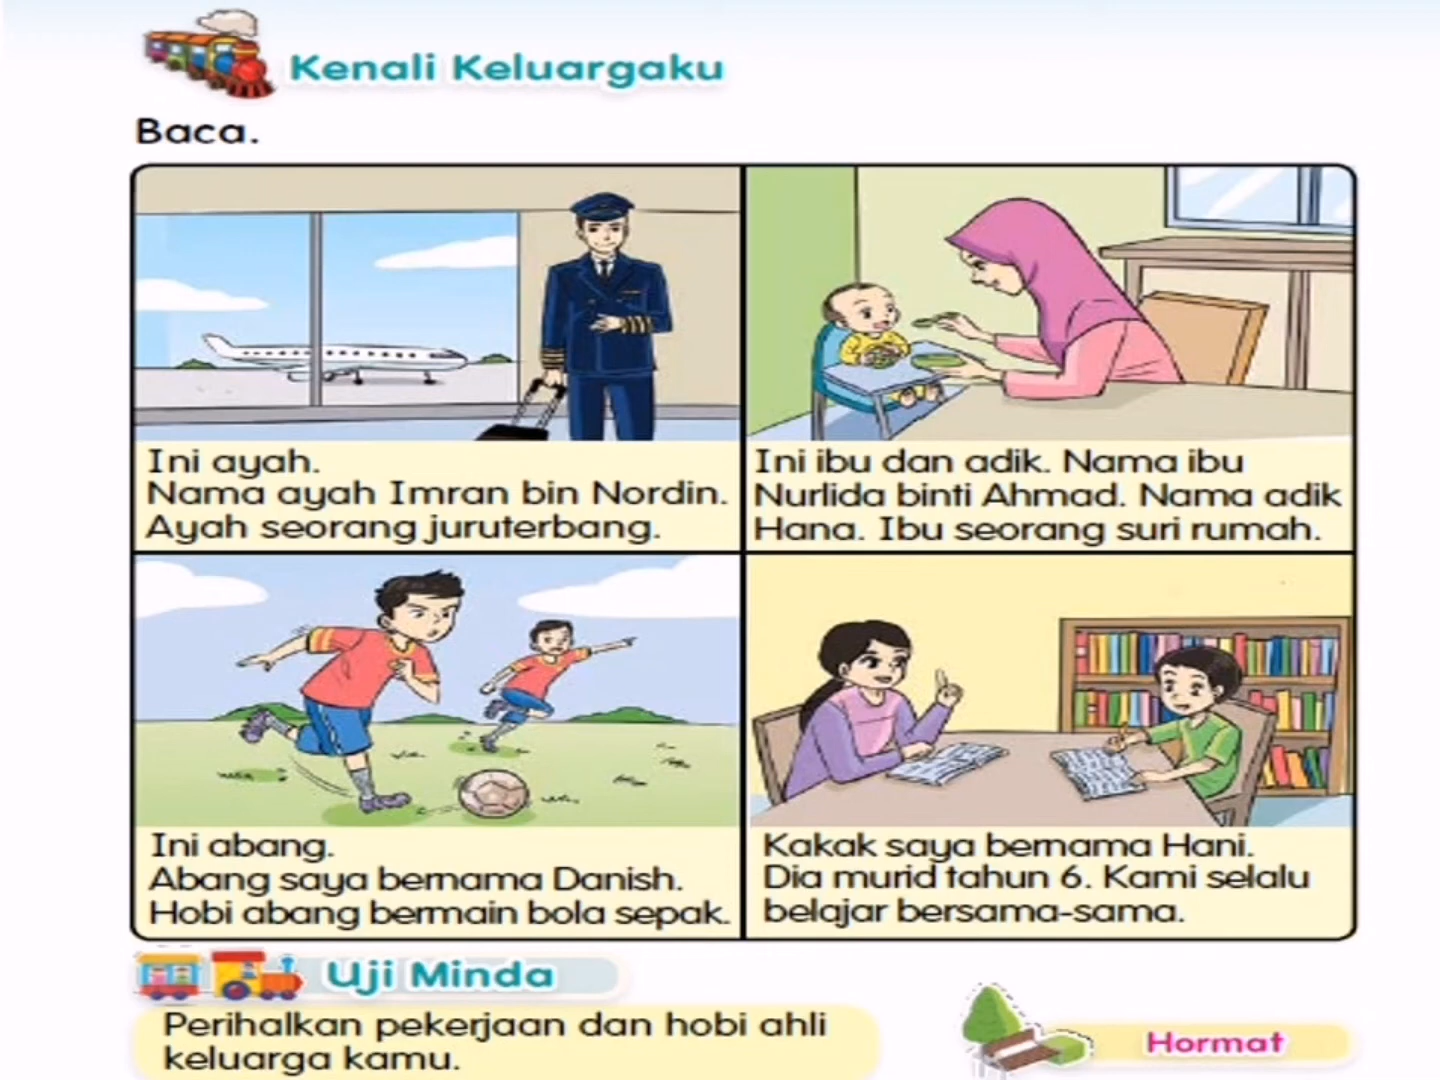 Kenali Keluargaku
Baca.
Ini ayah.
Nama ayah Imran bin Nordin.
Ayah seorang juruterbang.
Ini ibu dan adik. Nama ibu
Nurlida binti Ahmad. Nama adik
Hana. Ibu seorang suri rumah.
Ini abang.
Abang saya bernama Danish.
Hobi abang bermain bola sepak.
Kakak saya bernama Hani.
Dia murid tahun 6. Kami selalu
belajar bersama-sama.
Uji Minda
Perihalkan pekerjaan dan hobi ahli
keluarga kamu.
Hormat